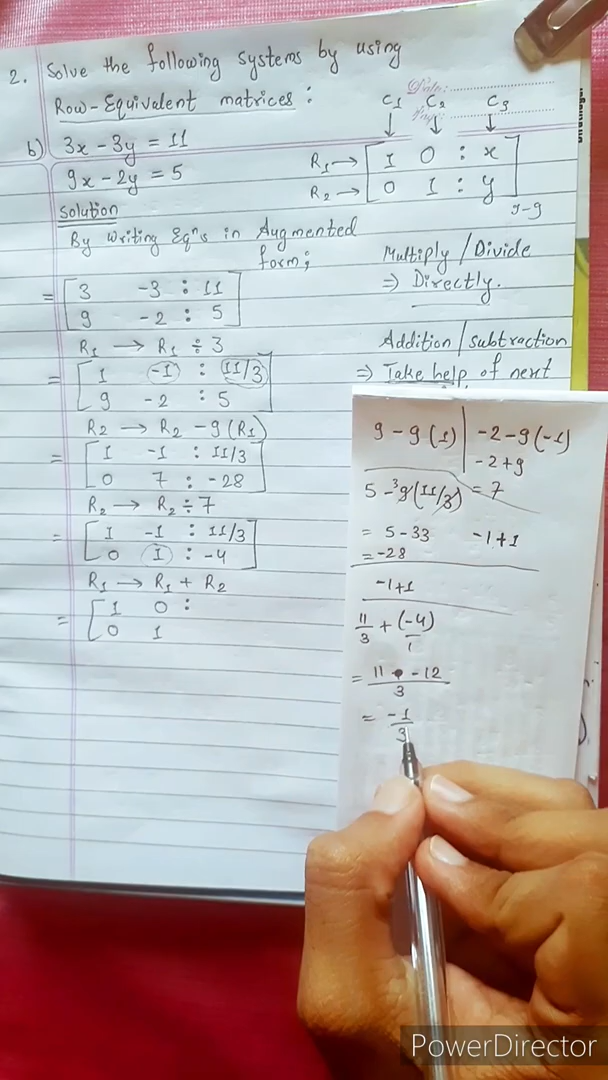 2. Solve the following systems by using
Row-Equivalent matrices :
Date:
C1 C2 C3
b) 3x - 3y = 11
9x - 2y = 5
R1 → [ 1 0 : x ]
R2 → [ 0 1 : y ]
Solution
By Writing Eqns in Augmented
form;
= [ 3 -3 : 11
9 -2 : 5 ]
R1 → R1 ÷ 3
= [ 1 -1 : 11/3
9 -2 : 5 ]
R2 → R2 - 9(R1)
= [ 1 -1 : 11/3
0 7 : -28 ]
R2 → R2 ÷ 7
= [ 1 -1 : 11/3
0 1 : -4 ]
R1 → R1 + R2
= [ 1 0 :
0 1
Multiply / Divide
⇒ Directly.
Addition / subtraction
⇒ Take help of next
9 - 9(1) | -2 - 9(-1)
-2+9
= 7
5 - 9(11/3)
3
= 5 - 33
= -28
-1+1
-1+1
11/3 + (-4)/1
= 11 - 12 / 3
= -1/3
PowerDirector